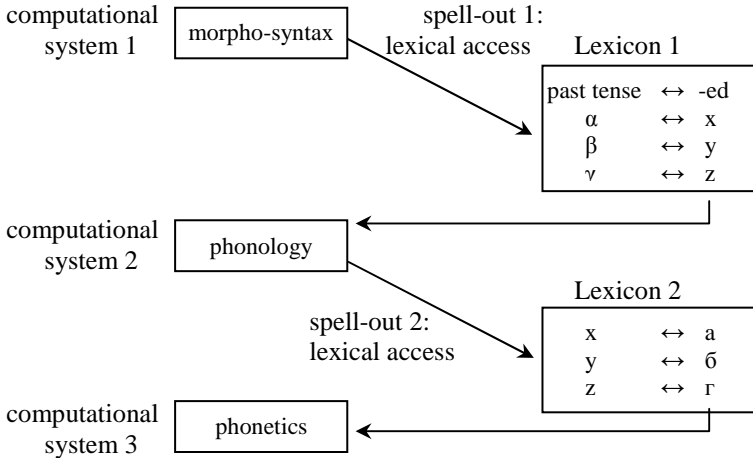 computational
system 1
morpho-syntax
spell-out 1:
lexical access
Lexicon 1
past tense ↔ -ed
α ↔ x
β ↔ y
γ ↔ z
computational
system 2
phonology
spell-out 2:
lexical access
Lexicon 2
x ↔ а
y ↔ б
z ↔ г
computational
system 3
phonetics